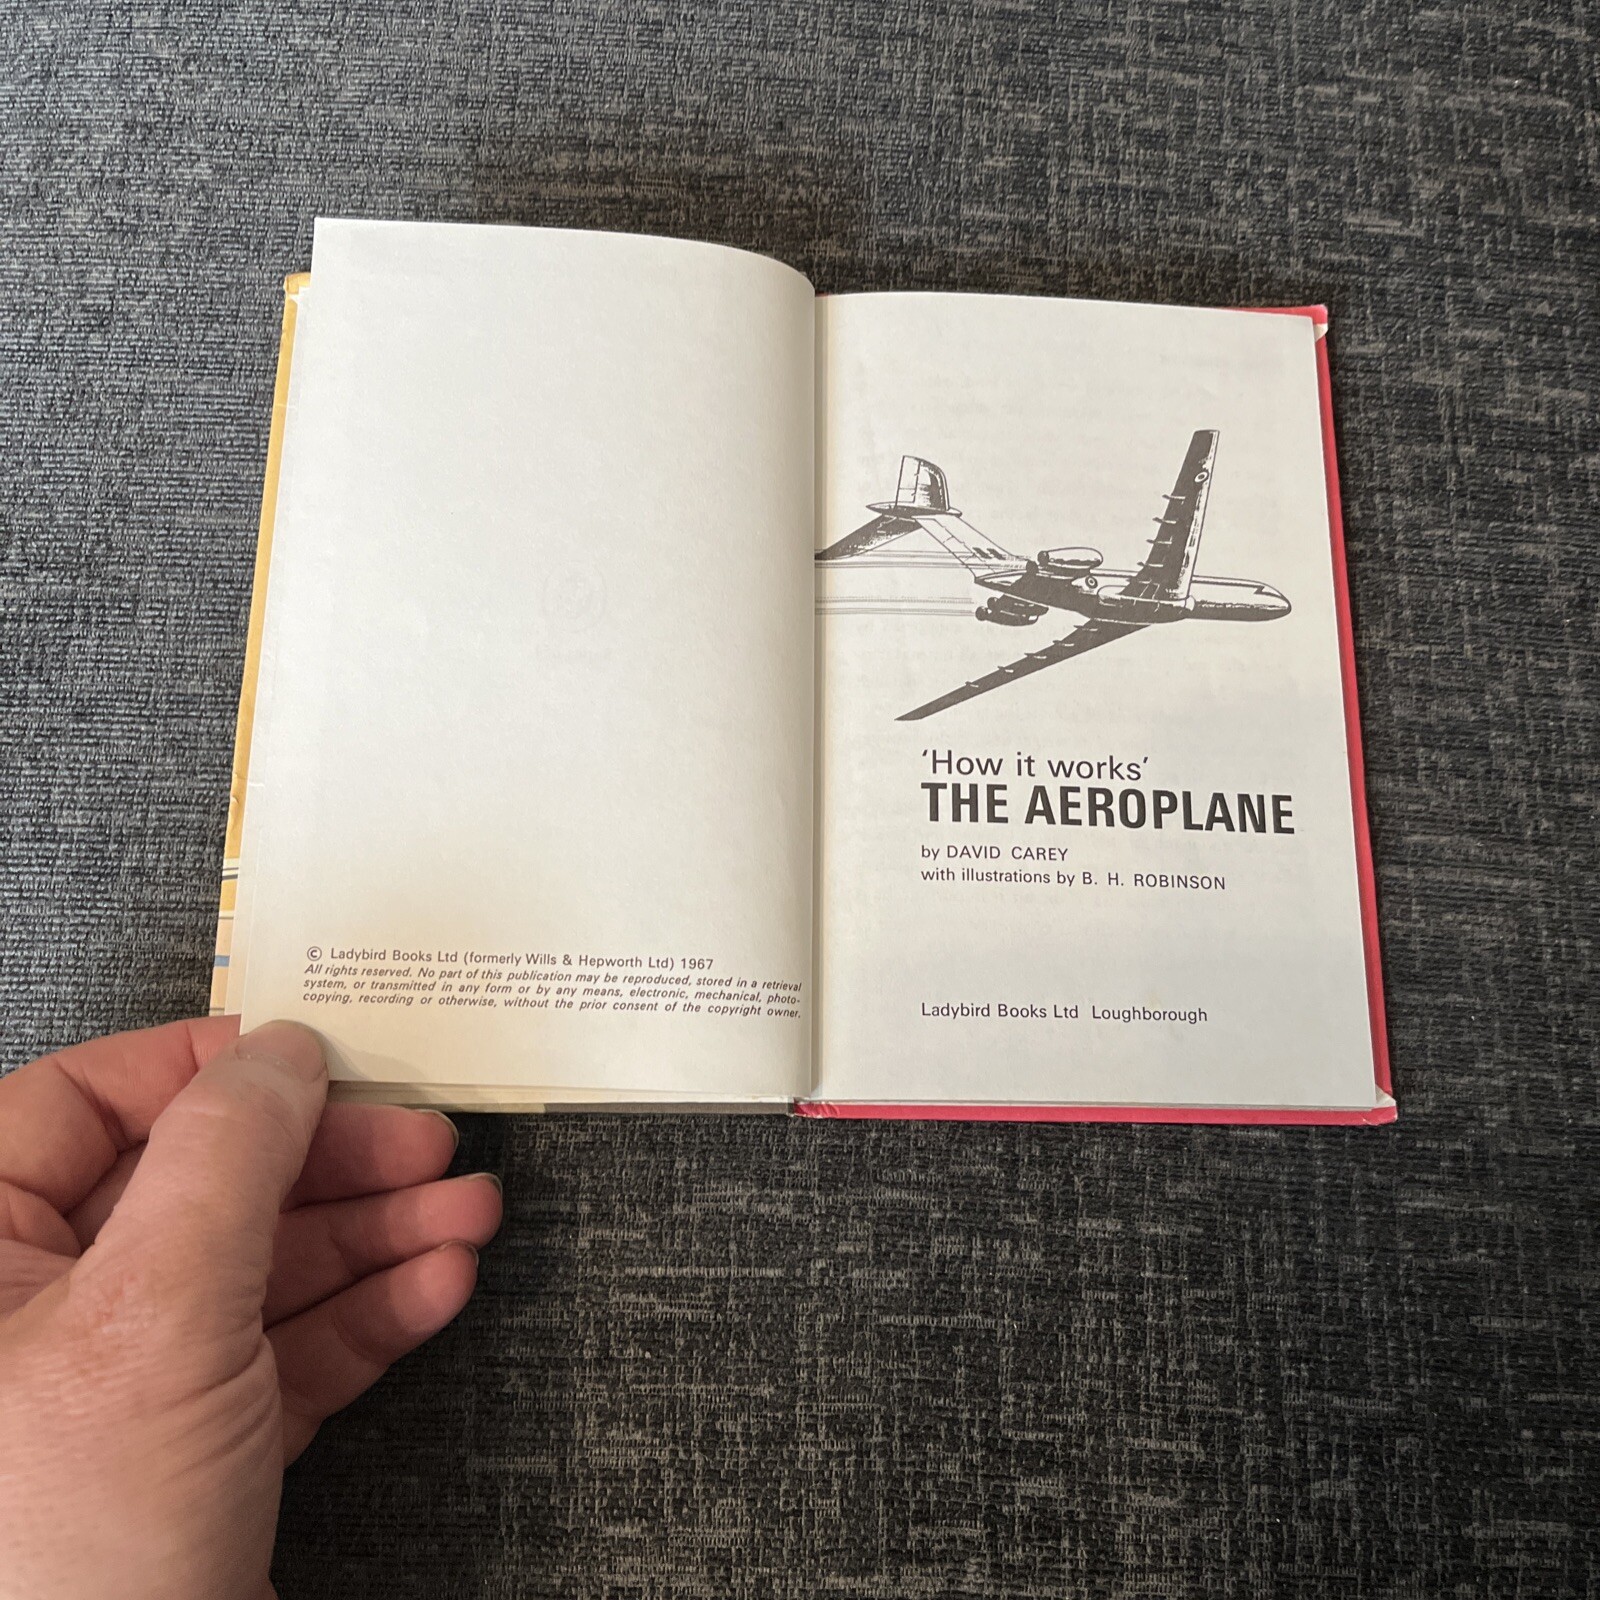 © Ladybird Books Ltd (formerly Wills & Hepworth Ltd) 1967
All rights reserved. No part of this publication may be reproduced, stored in a retrieval
system, or transmitted in any form or by any means, electronic, mechanical, photo-
copying, recording or otherwise, without the prior consent of the copyright owner.
‘How it works’
THE AEROPLANE
by DAVID CAREY
with illustrations by B. H. ROBINSON
Ladybird Books Ltd Loughborough